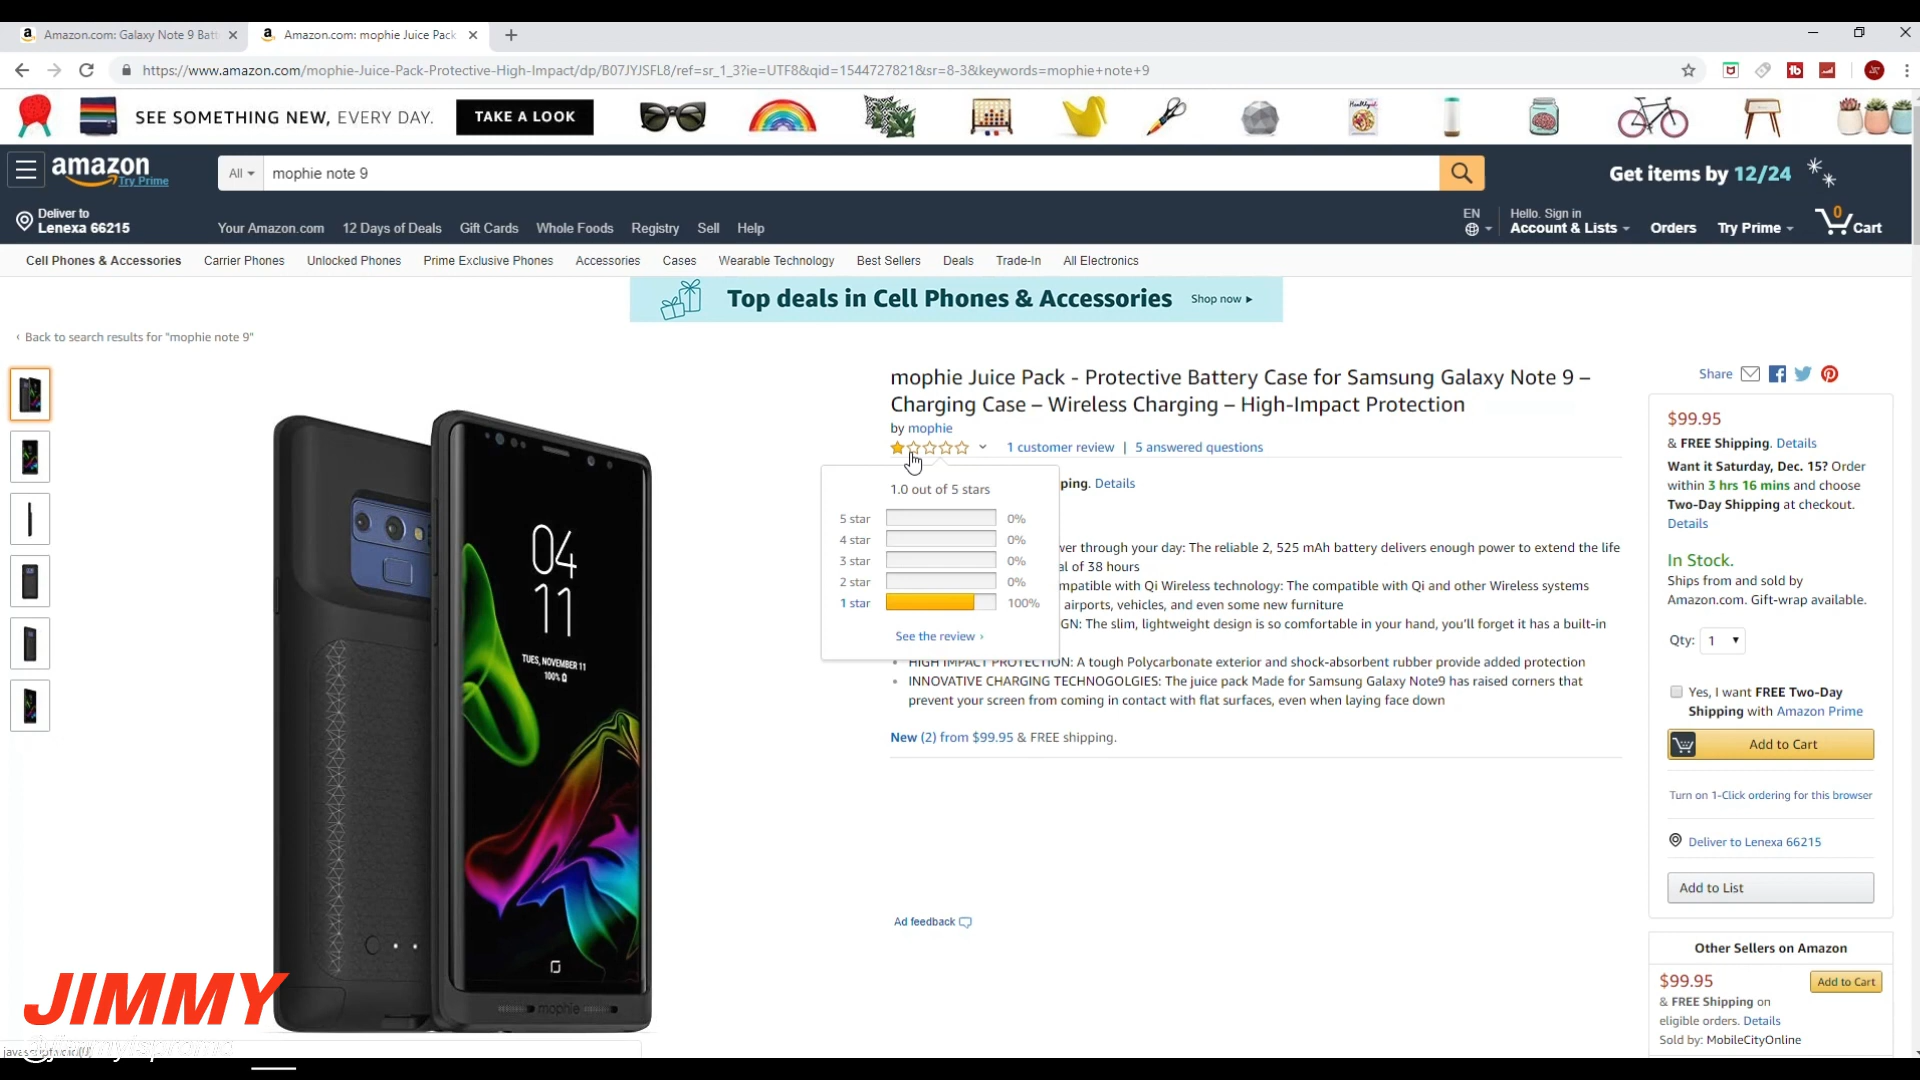 Amazon.com: Galaxy Note 9 Batt
Amazon.com: mophie Juice Pack
https://www.amazon.com/mophie-Juice-Pack-Protective-High-Impact/dp/B07JYJSFL8/ref=sr_1_3?ie=UTF8&qid=1544727821&sr=8-3&keywords=mophie+note+9
SEE SOMETHING NEW, EVERY DAY.
TAKE A LOOK
amazon
Try Prime
All
mophie note 9
Get items by 12/24
Deliver to
Lenexa 66215
Your Amazon.com
12 Days of Deals
Gift Cards
Whole Foods
Registry
Sell
Help
EN
Hello. Sign in
Account & Lists
Orders
Try Prime
0
Cart
Cell Phones & Accessories
Carrier Phones
Unlocked Phones
Prime Exclusive Phones
Accessories
Cases
Wearable Technology
Best Sellers
Deals
Trade-In
All Electronics
Top deals in Cell Phones & Accessories
Shop now
‹ Back to search results for "mophie note 9"
04
11
TUES, NOVEMBER 11
100%
mophie
mophie Juice Pack - Protective Battery Case for Samsung Galaxy Note 9 –
Charging Case – Wireless Charging – High-Impact Protection
by mophie
1 customer review | 5 answered questions
1.0 out of 5 stars
5 star 0%
4 star 0%
3 star 0%
2 star 0%
1 star 100%
See the review ›
ping. Details
ver through your day: The reliable 2, 525 mAh battery delivers enough power to extend the life
al of 38 hours
mpatible with Qi Wireless technology: The compatible with Qi and other Wireless systems
airports, vehicles, and even some new furniture
GN: The slim, lightweight design is so comfortable in your hand, you'll forget it has a built-in
HIGH IMPACT PROTECTION: A tough Polycarbonate exterior and shock-absorbent rubber provide added protection
INNOVATIVE CHARGING TECHNOGOLGIES: The juice pack Made for Samsung Galaxy Note9 has raised corners that
prevent your screen from coming in contact with flat surfaces, even when laying face down
New (2) from $99.95 & FREE shipping.
Ad feedback
Share
$99.95
& FREE Shipping. Details
Want it Saturday, Dec. 15? Order
within 3 hrs 16 mins and choose
Two-Day Shipping at checkout.
Details
In Stock.
Ships from and sold by
Amazon.com. Gift-wrap available.
Qty: 1
Yes, I want FREE Two-Day
Shipping with Amazon Prime
Add to Cart
Turn on 1-Click ordering for this browser
Deliver to Lenexa 66215
Add to List
Other Sellers on Amazon
$99.95
Add to Cart
& FREE Shipping on
eligible orders. Details
Sold by: MobileCityOnline
JIMMY